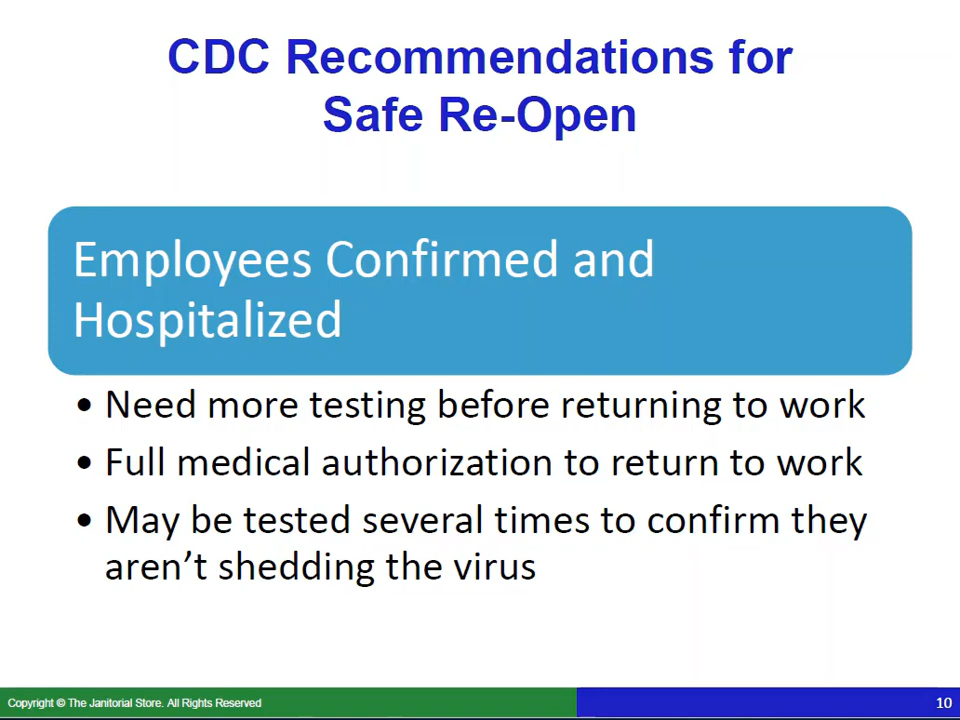 CDC Recommendations for
Safe Re-Open
Employees Confirmed and
Hospitalized
• Need more testing before returning to work
• Full medical authorization to return to work
• May be tested several times to confirm they
aren’t shedding the virus
Copyright © The Janitorial Store. All Rights Reserved
10